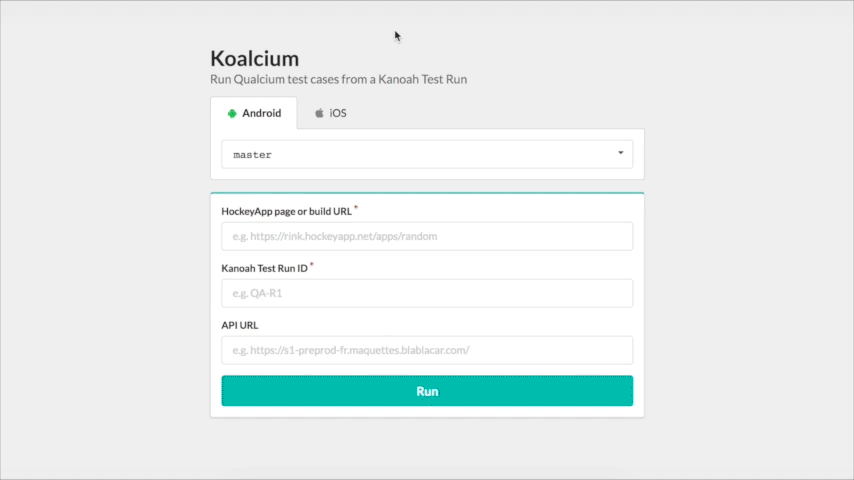 Koalcium
Run Qualcium test cases from a Kanoah Test Run
Android
iOS
master
HockeyApp page or build URL *
e.g. https://rink.hockeyapp.net/apps/random
Kanoah Test Run ID *
e.g. QA-R1
API URL
e.g. https://s1-preprod-fr.maquettes.blablacar.com/
Run